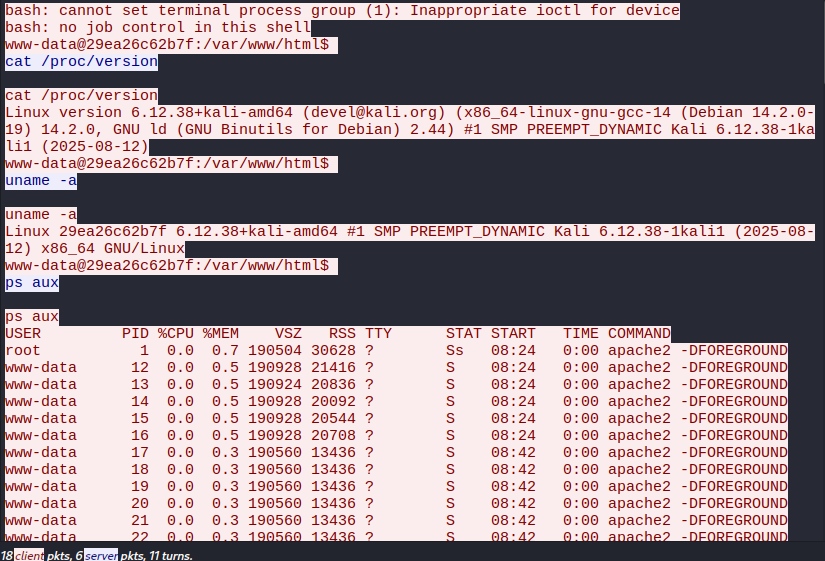 bash: cannot set terminal process group (1): Inappropriate ioctl for device
bash: no job control in this shell
www-data@29ea26c62b7f:/var/www/html$
cat /proc/version
cat /proc/version
Linux version 6.12.38+kali-amd64 (devel@kali.org) (x86_64-linux-gnu-gcc-14 (Debian 14.2.0-
19) 14.2.0, GNU ld (GNU Binutils for Debian) 2.44) #1 SMP PREEMPT_DYNAMIC Kali 6.12.38-1ka
li1 (2025-08-12)
www-data@29ea26c62b7f:/var/www/html$
uname -a
uname -a
Linux 29ea26c62b7f 6.12.38+kali-amd64 #1 SMP PREEMPT_DYNAMIC Kali 6.12.38-1kali1 (2025-08-
12) x86_64 GNU/Linux
www-data@29ea26c62b7f:/var/www/html$
ps aux
ps aux
USER         PID %CPU %MEM    VSZ   RSS TTY      STAT START   TIME COMMAND
root           1  0.0  0.7 190504 30628 ?        Ss   08:24   0:00 apache2 -DFOREGROUND
www-data      12  0.0  0.5 190928 21416 ?        S    08:24   0:00 apache2 -DFOREGROUND
www-data      13  0.0  0.5 190924 20836 ?        S    08:24   0:00 apache2 -DFOREGROUND
www-data      14  0.0  0.5 190928 20092 ?        S    08:24   0:00 apache2 -DFOREGROUND
www-data      15  0.0  0.5 190928 20544 ?        S    08:24   0:00 apache2 -DFOREGROUND
www-data      16  0.0  0.5 190928 20708 ?        S    08:24   0:00 apache2 -DFOREGROUND
www-data      17  0.0  0.3 190560 13436 ?        S    08:42   0:00 apache2 -DFOREGROUND
www-data      18  0.0  0.3 190560 13436 ?        S    08:42   0:00 apache2 -DFOREGROUND
www-data      19  0.0  0.3 190560 13436 ?        S    08:42   0:00 apache2 -DFOREGROUND
www-data      20  0.0  0.3 190560 13436 ?        S    08:42   0:00 apache2 -DFOREGROUND
www-data      21  0.0  0.3 190560 13436 ?        S    08:42   0:00 apache2 -DFOREGROUND
www-data      22  0.0  0.3 190560 13436 ?        S    08:42   0:00 apache2 -DFOREGROUND
18 client pkts, 6 server pkts, 11 turns.